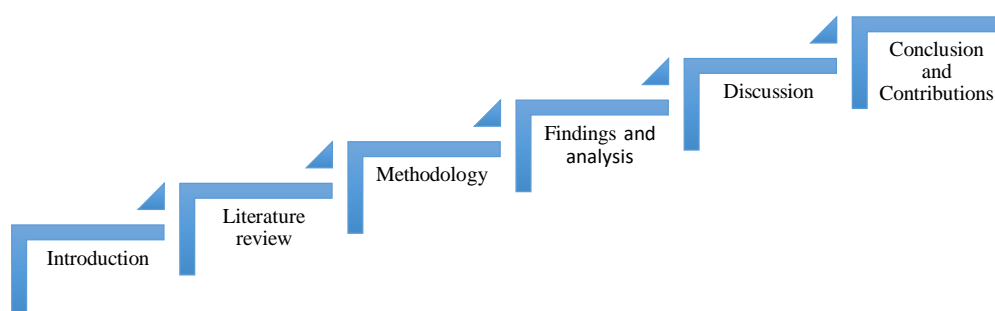 Introduction
Literature
review
Methodology
Findings and
analysis
Discussion
Conclusion
and
Contributions